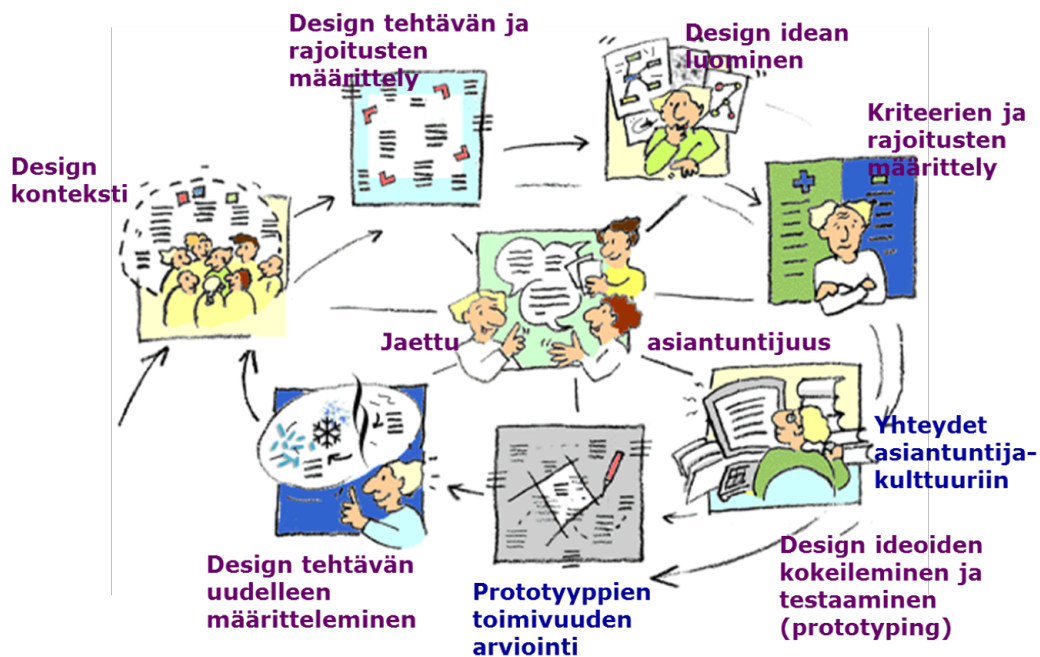 Design tehtävän ja
rajoitusten
määrittely
Design idean
luominen
Kriteerien ja
rajoitusten
määrittely
Design
konteksti
Jaettu asiantuntijuus
Yhteydet
asiantuntija-
kulttuuriin
Design ideoiden
kokeileminen ja
testaaminen
(prototyping)
Prototyyppien
toimivuuden
arviointi
Design tehtävän
uudelleen
määritteleminen